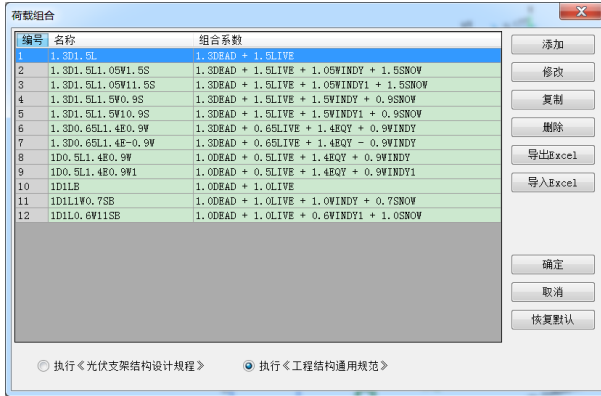 荷载组合
编号 名称 组合系数
1 1.3D1.5L 1.3DEAD + 1.5LIVE
2 1.3D1.5L1.05W1.5S 1.3DEAD + 1.5LIVE + 1.05WINDY + 1.5SNOW
3 1.3D1.5L1.05W11.5S 1.3DEAD + 1.5LIVE + 1.05WINDY1 + 1.5SNOW
4 1.3D1.5L1.5W0.9S 1.3DEAD + 1.5LIVE + 1.5WINDY + 0.9SNOW
5 1.3D1.5L1.5W10.9S 1.3DEAD + 1.5LIVE + 1.5WINDY1 + 0.9SNOW
6 1.3D0.65L1.4E0.9W 1.3DEAD + 0.65LIVE + 1.4EQY + 0.9WINDY
7 1.3D0.65L1.4E-0.9W 1.3DEAD + 0.65LIVE + 1.4EQY - 0.9WINDY
8 1D0.5L1.4E0.9W 1.0DEAD + 0.5LIVE + 1.4EQY + 0.9WINDY
9 1D0.5L1.4E0.9W1 1.0DEAD + 0.5LIVE + 1.4EQY + 0.9WINDY1
10 1D1LB 1.0DEAD + 1.0LIVE
11 1D1L1W0.7SB 1.0DEAD + 1.0LIVE + 1.0WINDY + 0.7SNOW
12 1D1L0.6W11SB 1.0DEAD + 1.0LIVE + 0.6WINDY1 + 1.0SNOW
添加
修改
复制
删除
导出Excel
导入Excel
确定
取消
恢复默认
执行《光伏支架结构设计规程》 执行《工程结构通用规范》